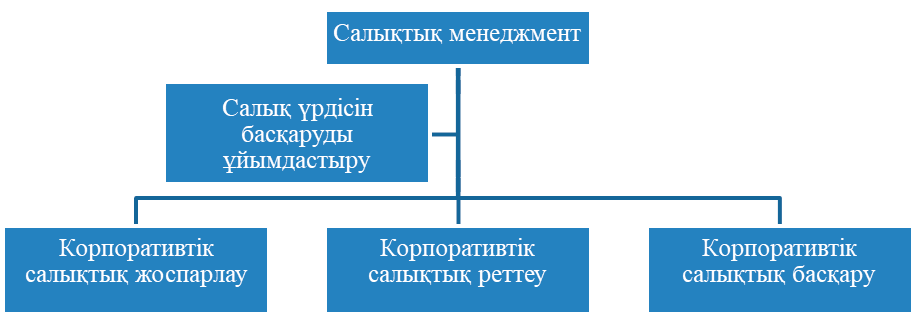 Салықтық менеджмент
Салық үрдісін
басқаруды
ұйымдастыру
Корпоративтік
салықтық жоспарлау
Корпоративтік
салықтық реттеу
Корпоративтік
салықтық басқару